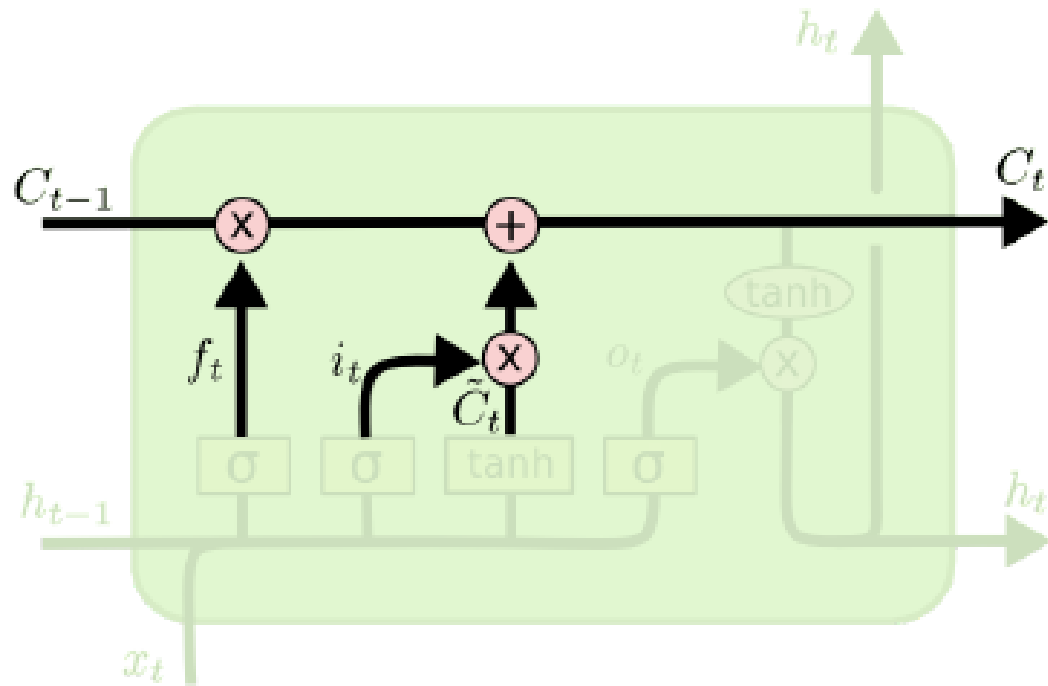 h_t
C_{t-1} x + C_t
tanh
f_t i_t x o_t x
C̃_t
σ σ tanh σ
h_{t-1} h_t
x_t